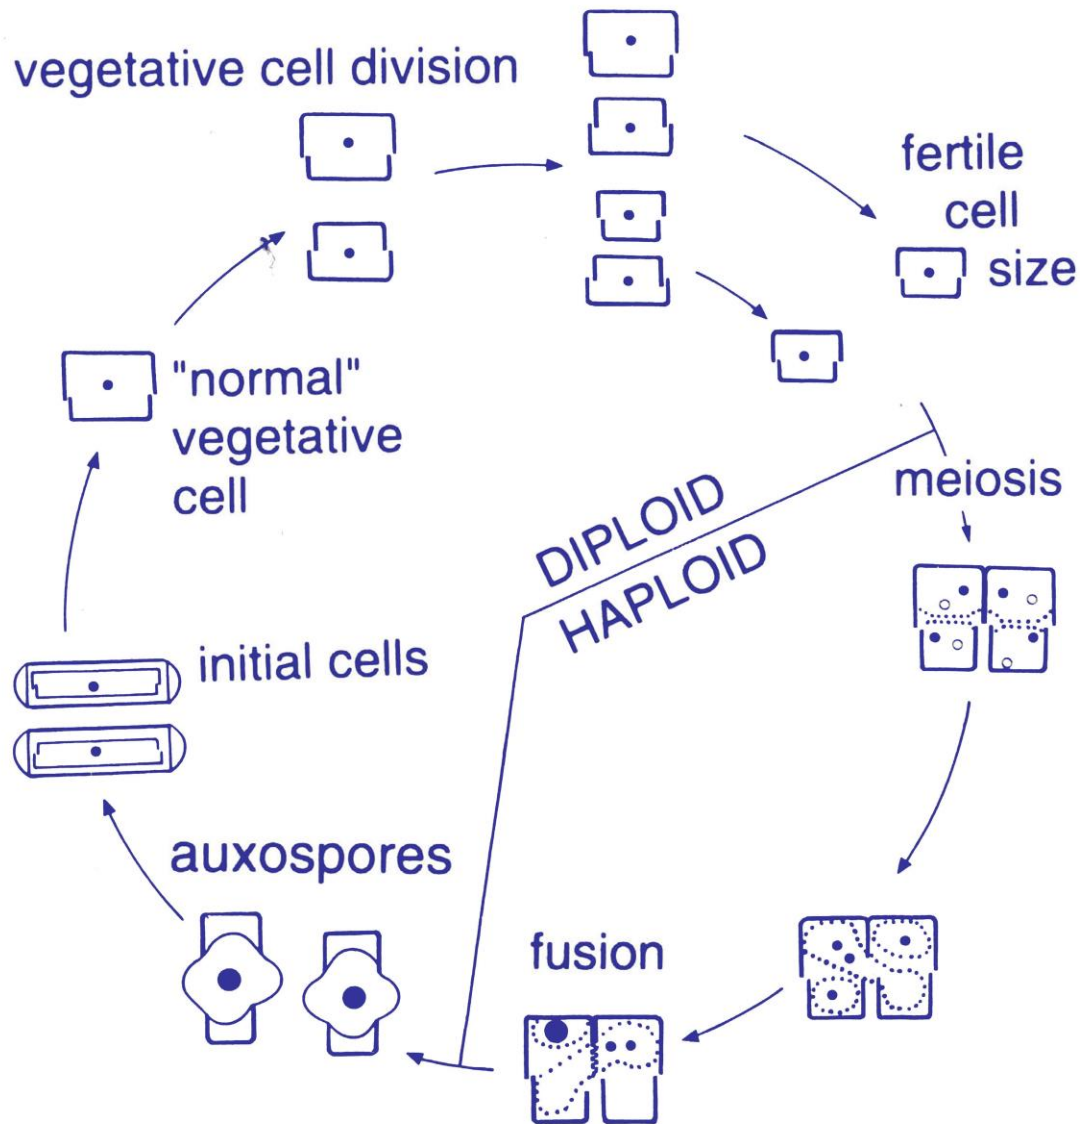 vegetative cell division
fertile
cell
size
"normal"
vegetative
cell
meiosis
DIPLOID
HAPLOID
initial cells
auxospores
fusion